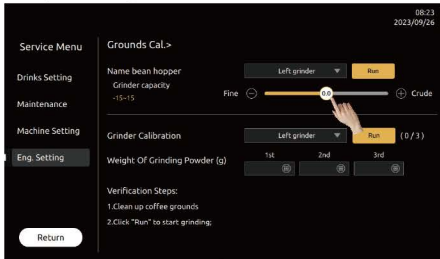 08:23
2023/09/26
Service Menu
Grounds Cal.>
Drinks Setting
Maintenance
Machine Setting
Eng. Setting
Return
Name bean hopper
Left grinder
Run
Grinder capacity
-15~15
Fine
0.0
Crude
Grinder Calibration
Left grinder
Run
(0/3)
Weight Of Grinding Powder (g)
1st 2nd 3rd
Verification Steps:
1.Clean up coffee grounds
2.Click "Run" to start grinding;